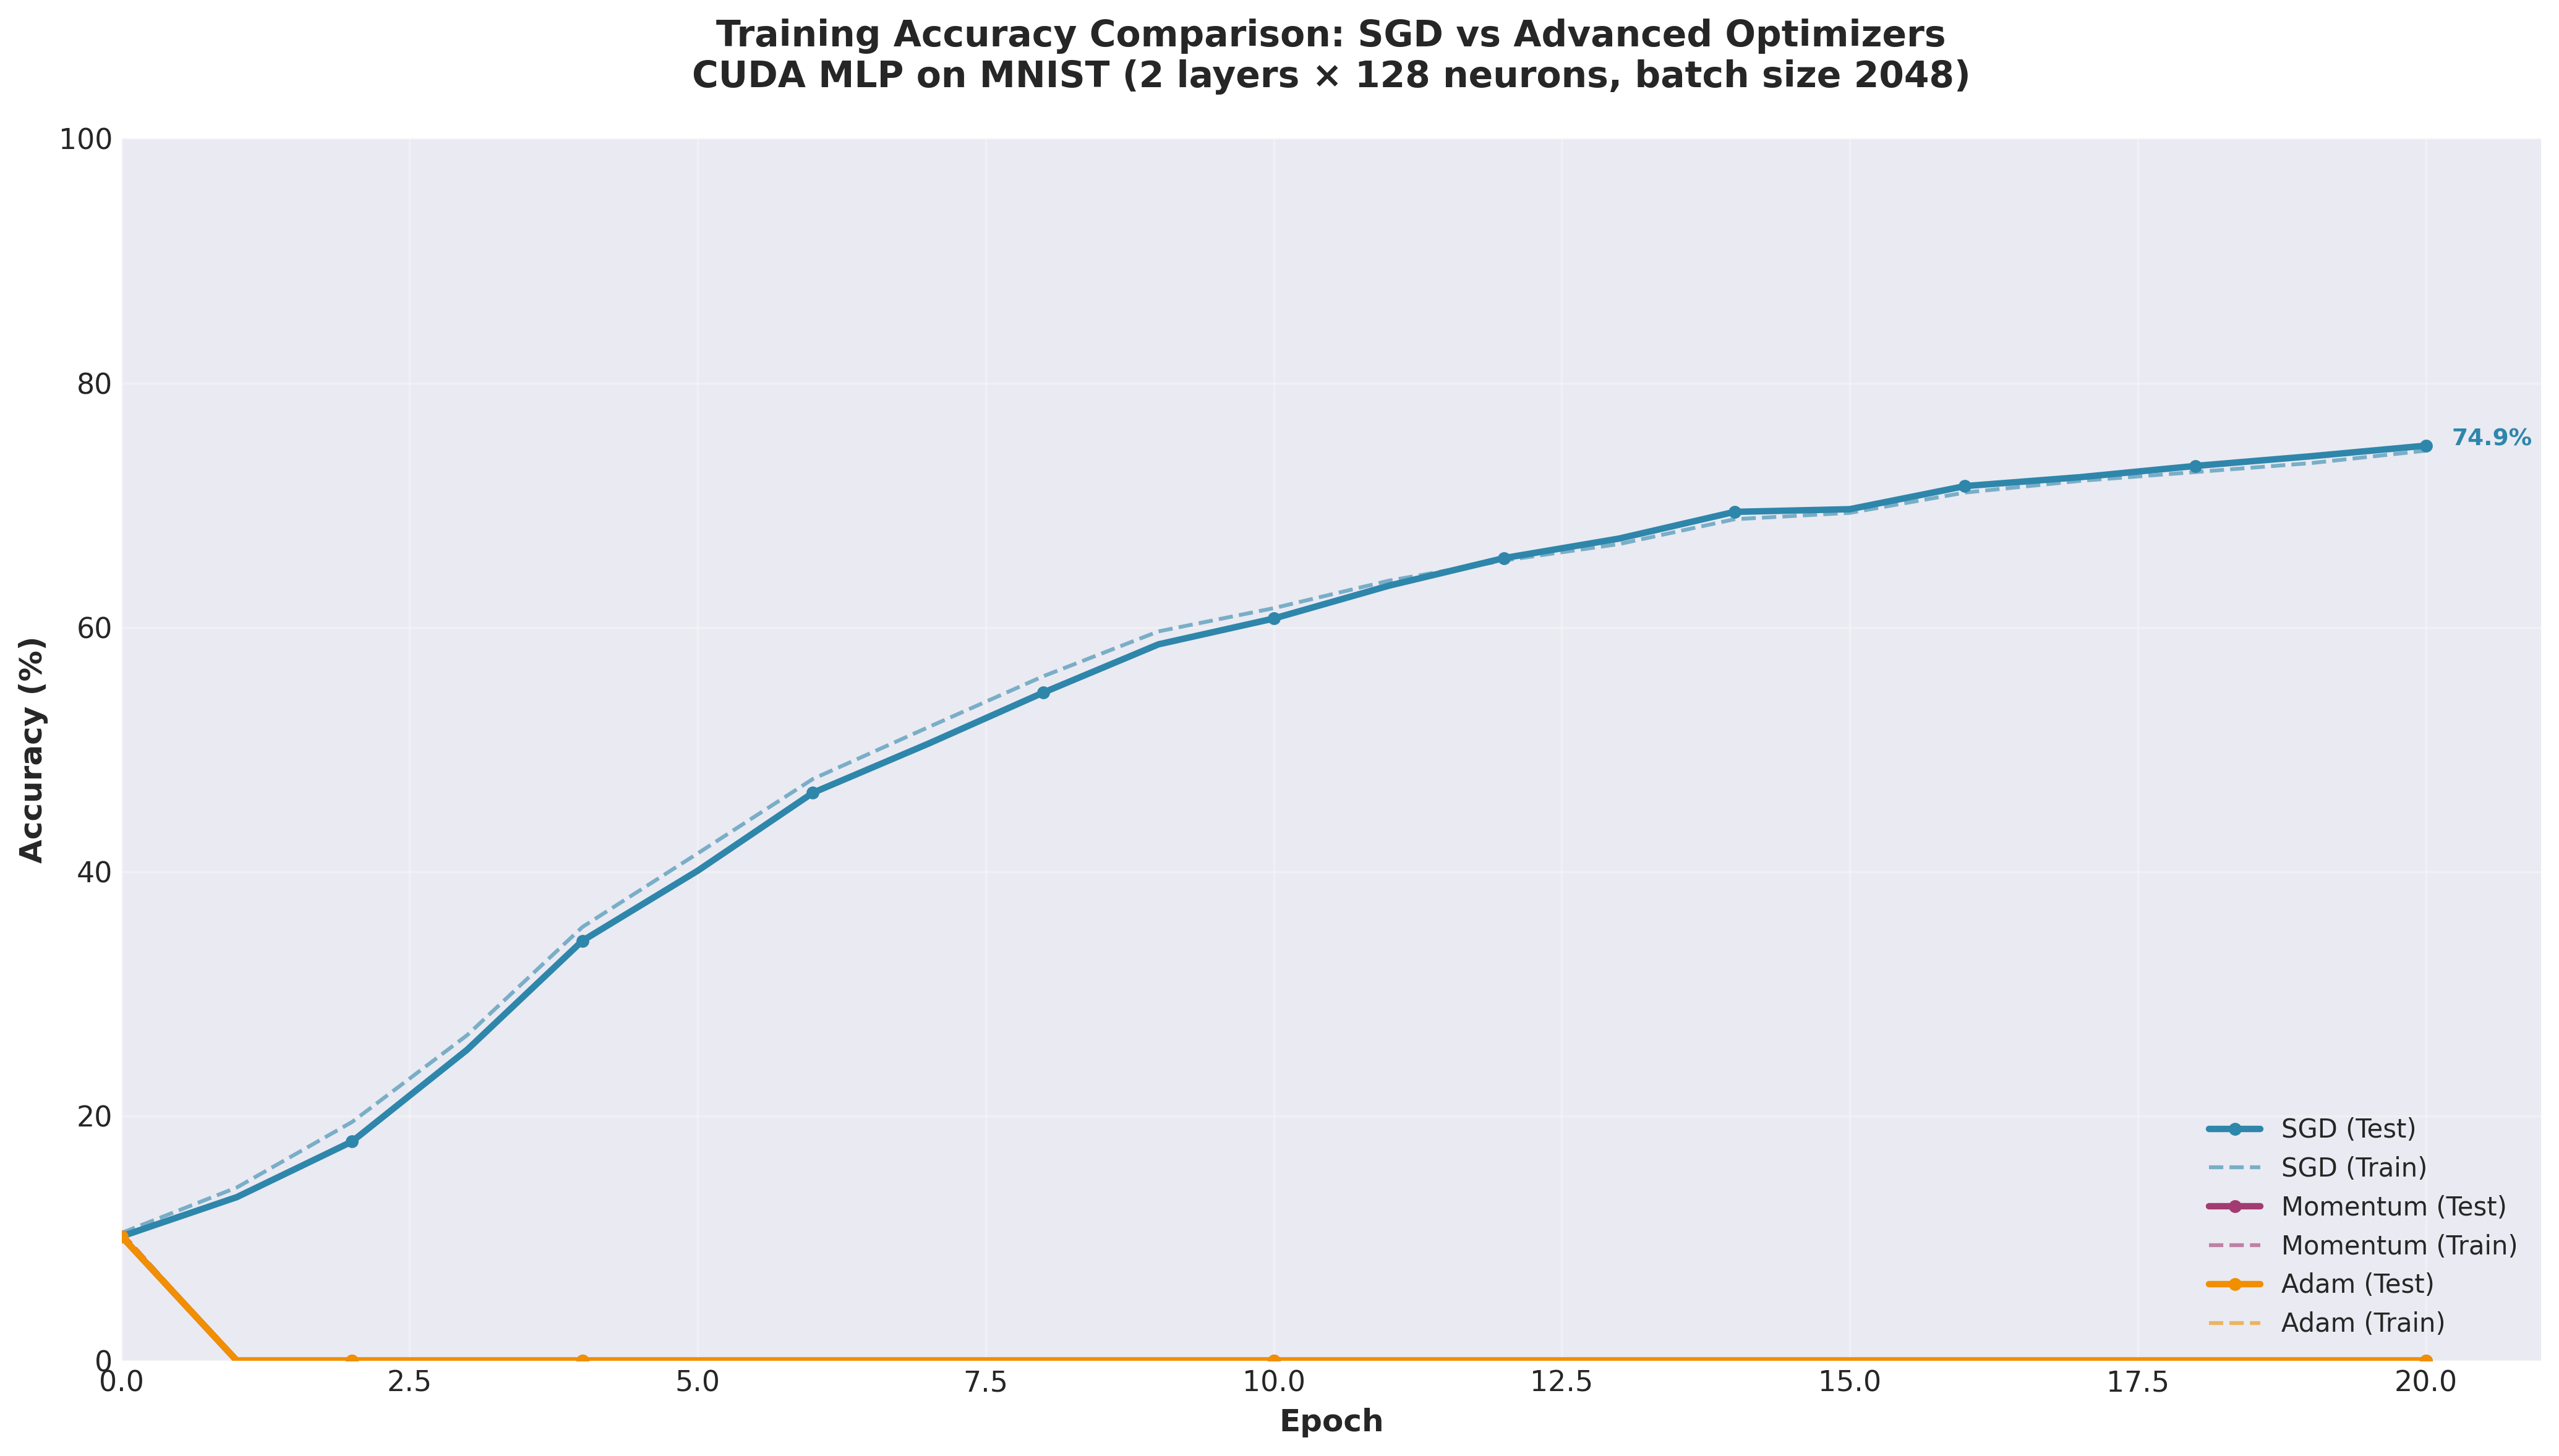 Training Accuracy Comparison: SGD vs Advanced Optimizers
CUDA MLP on MNIST (2 layers × 128 neurons, batch size 2048)
Accuracy (%)
100
80
60
40
20
0
74.9%
SGD (Test)
SGD (Train)
Momentum (Test)
Momentum (Train)
Adam (Test)
Adam (Train)
0.0 2.5 5.0 7.5 10.0 12.5 15.0 17.5 20.0
Epoch